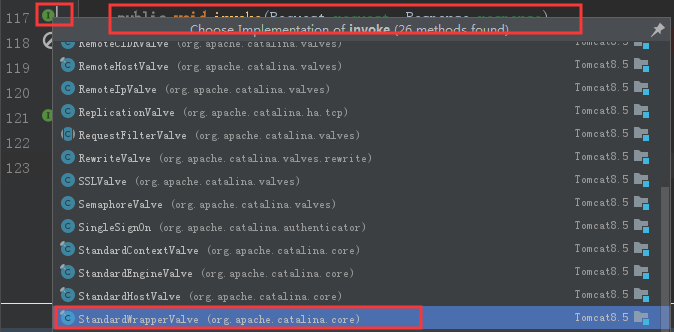 117 public void invoke(Request request, Response response)
Choose Implementation of invoke (26 methods found)
118
RemoteCIDRValve (org.apache.catalina.valves) Tomcat8.5
119 RemoteHostValve (org.apache.catalina.valves) Tomcat8.5
120 RemoteIpValve (org.apache.catalina.valves) Tomcat8.5
121 ReplicationValve (org.apache.catalina.ha.tcp) Tomcat8.5
122 RequestFilterValve (org.apache.catalina.valves) Tomcat8.5
123 RewriteValve (org.apache.catalina.valves.rewrite) Tomcat8.5
SSLValve (org.apache.catalina.valves) Tomcat8.5
SemaphoreValve (org.apache.catalina.valves) Tomcat8.5
SingleSignOn (org.apache.catalina.authenticator) Tomcat8.5
StandardContextValve (org.apache.catalina.core) Tomcat8.5
StandardEngineValve (org.apache.catalina.core) Tomcat8.5
StandardHostValve (org.apache.catalina.core) Tomcat8.5
StandardWrapperValve (org.apache.catalina.core) Tomcat8.5